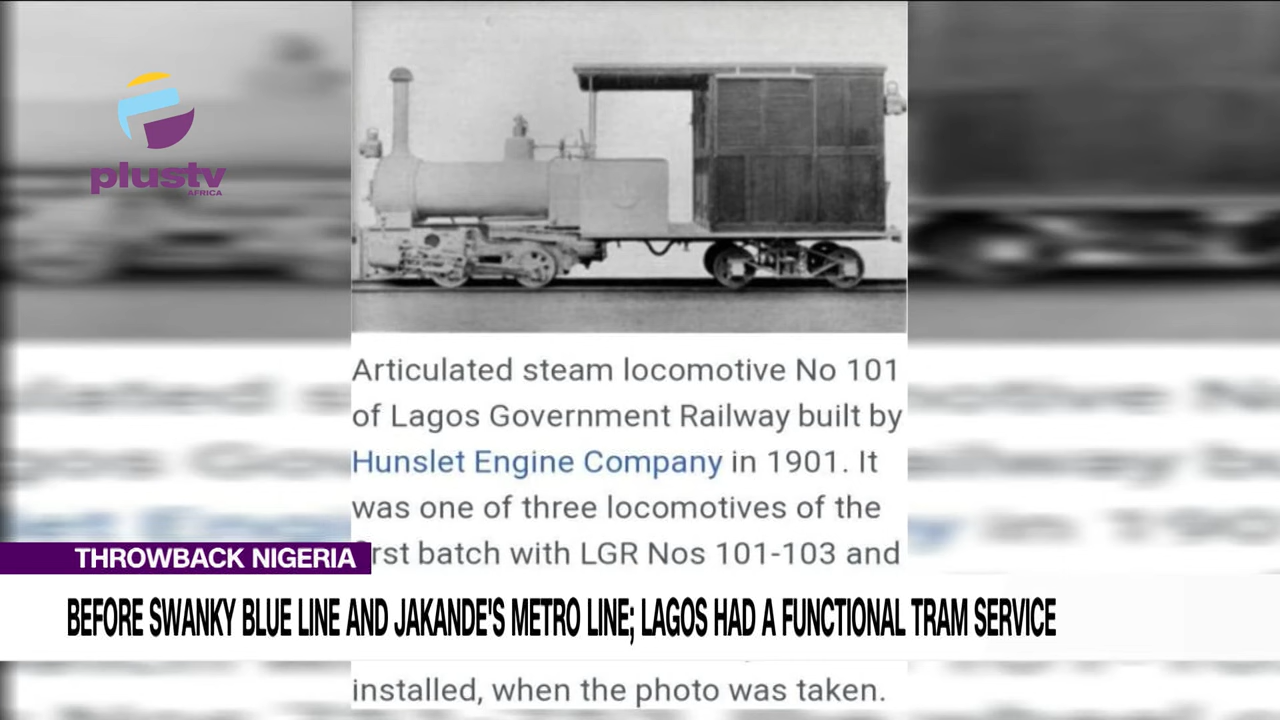 plustv
AFRICA
Articulated steam locomotive No 101
of Lagos Government Railway built by
Hunslet Engine Company in 1901. It
was one of three locomotives of the
rst batch with LGR Nos 101-103 and
THROWBACK NIGERIA
BEFORE SWANKY BLUE LINE AND JAKANDE'S METRO LINE; LAGOS HAD A FUNCTIONAL TRAM SERVICE
installed, when the photo was taken.